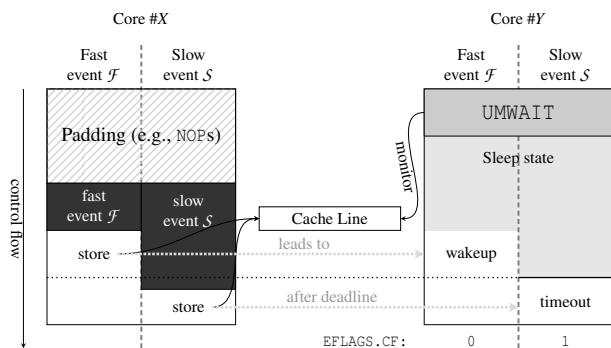 Core #X
Core #Y
Fast
event ℱ
Slow
event 𝒮
Fast
event ℱ
Slow
event 𝒮
Padding (e.g., NOPs)
UMWAIT
Sleep state
monitor
control flow
fast
event ℱ
slow
event 𝒮
Cache Line
store
leads to
wakeup
store
after deadline
timeout
EFLAGS.CF: 0 1